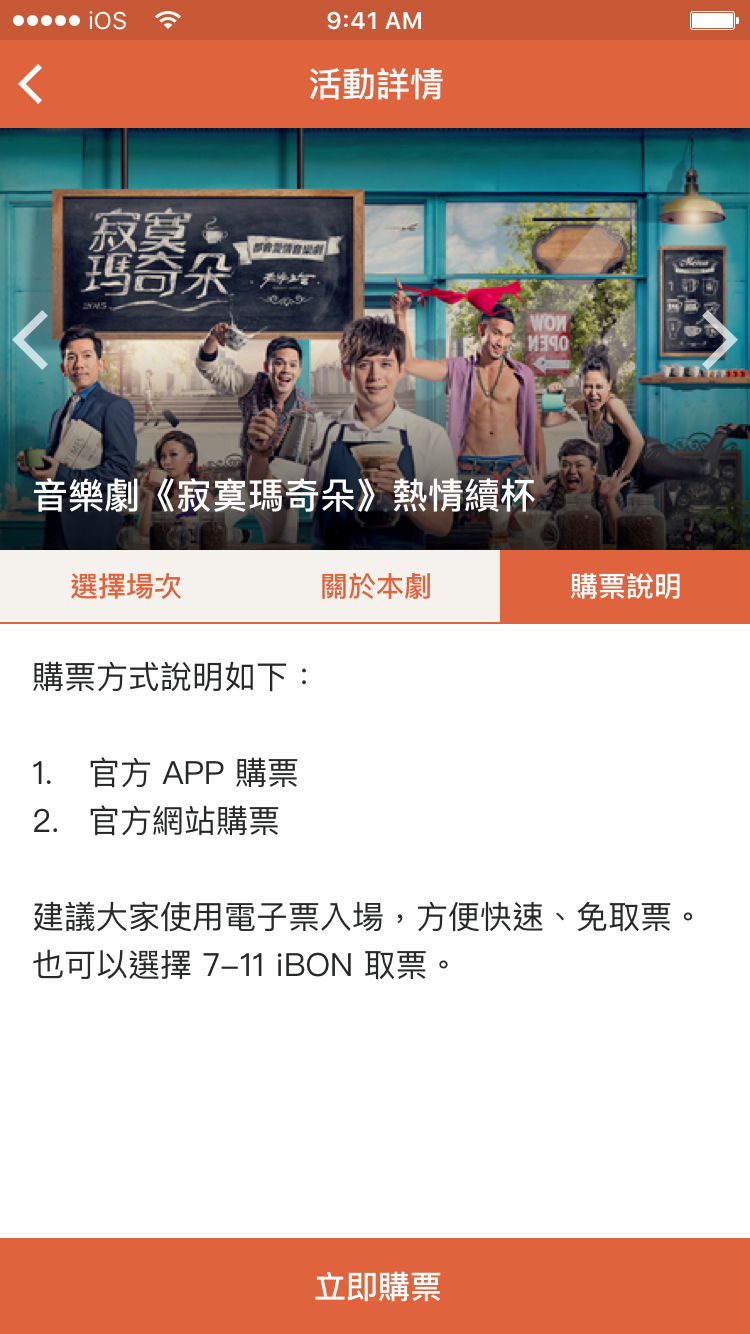 iOS 9:41 AM
活動詳情
寂寞
瑪奇朵
都會愛情音樂劇
2015
Menu
NOW
OPEN
音樂劇《寂寞瑪奇朵》熱情續杯
選擇場次 關於本劇 購票說明
購票方式說明如下：
1. 官方 APP 購票
2. 官方網站購票
建議大家使用電子票入場，方便快速、免取票。
也可以選擇 7–11 iBON 取票。
立即購票